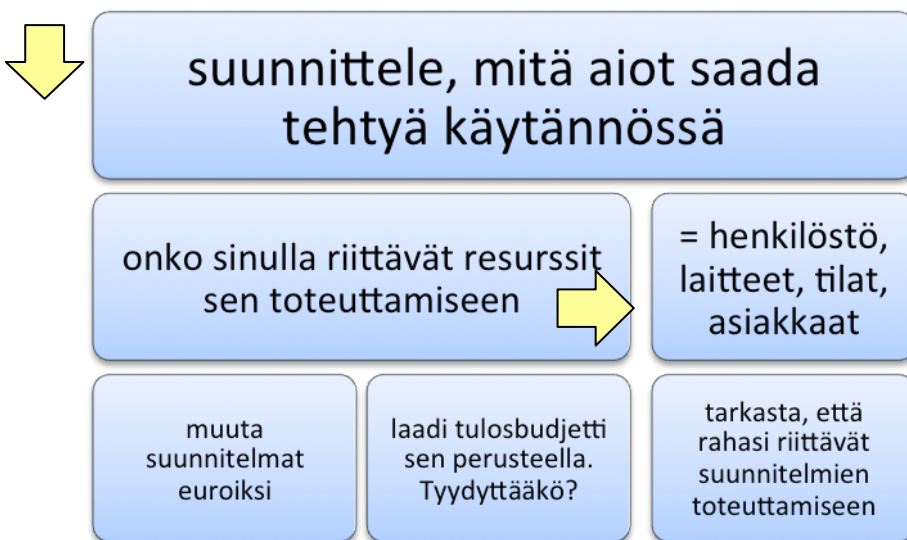 suunnittele, mitä aiot saada
tehtyä käytännössä
onko sinulla riittävät resurssit
sen toteuttamiseen
= henkilöstö,
laitteet, tilat,
asiakkaat
muuta
suunnitelmat
euroiksi
laadi tulosbudjetti
sen perusteella.
Tyydyttääkö?
tarkasta, että
rahasi riittävät
suunnitelmien
toteuttamiseen